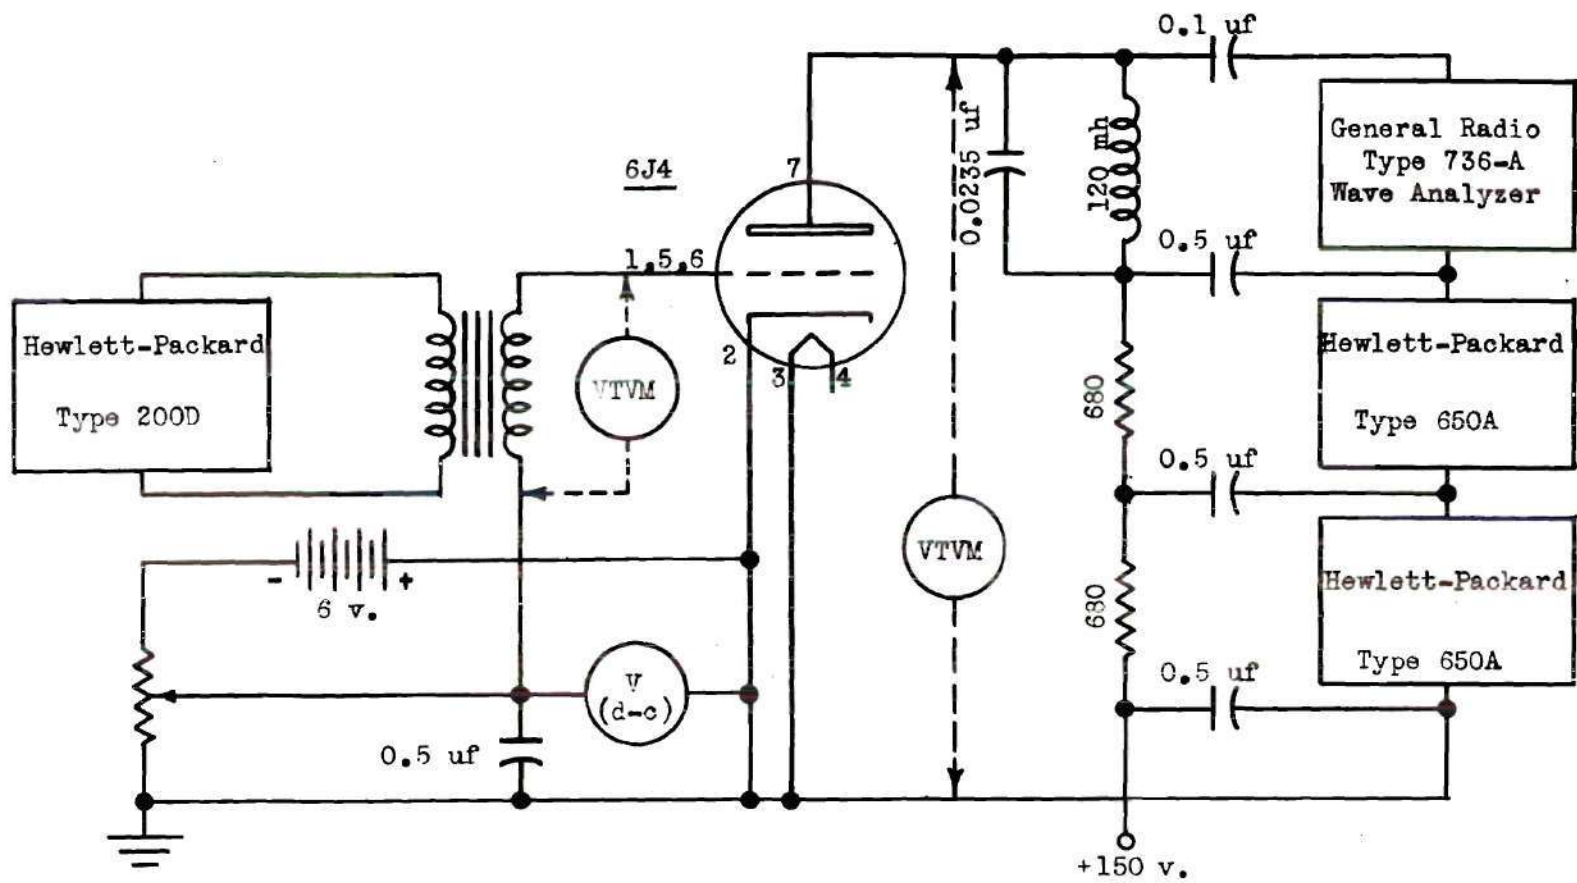 0.1 uf
General Radio
Type 736-A
Wave Analyzer
6J4
7
0.0235 uf
120 mh
1,5,6
0.5 uf
Hewlett-Packard
Type 200D
VTVM
2
3
4
680
Hewlett-Packard
Type 650A
0.5 uf
- +
6 v.
VTVM
680
Hewlett-Packard
Type 650A
V
(d-c)
0.5 uf
0.5 uf
+150 v.